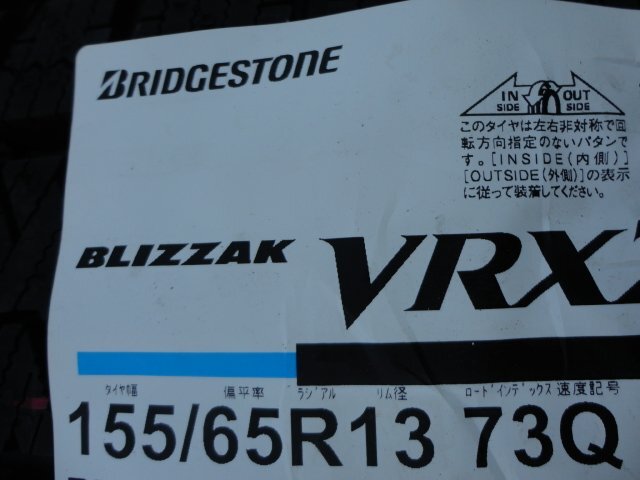 BRIDGESTONE
IN SIDE OUT SIDE
このタイヤは左右非対称で回
転方向指定のないパタンで
す。[INSIDE(内側)]
[OUTSIDE(外側)]の表示
に従って装着してください。
BLIZZAK VRX2
タイヤ幅 偏平率 ラジアル リム径 ロードインデックス 速度記号
155/65R13 73Q